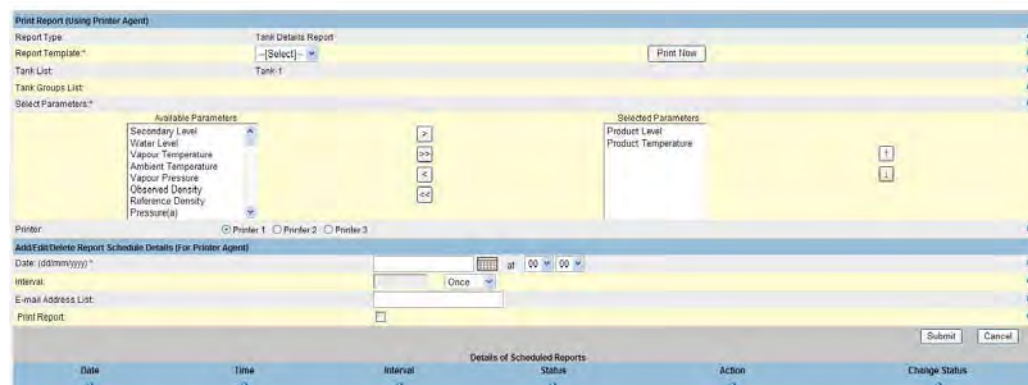 Print Report (Using Printer Agent)
Report Type: Tank Details Report
Report Template:* --[Select]-- Print Now
Tank List: Tank-1
Tank Groups List:
Select Parameters:*
Available Parameters Selected Parameters
Secondary Level > Product Level
Water Level Product Temperature
Vapour Temperature >>
Ambient Temperature
Vapour Pressure <
Observed Density
Reference Density <<
Pressure(a)
Printer: Printer 1 Printer 2 Printer 3
Add/Edit/Delete Report Schedule Details (For Printer Agent)
Date: (dd/mm/yyyy) * at 00 00
Interval: Once
E-mail Address List:
Print Report:
Submit Cancel
Details of Scheduled Reports
Date Time Interval Status Action Change Status